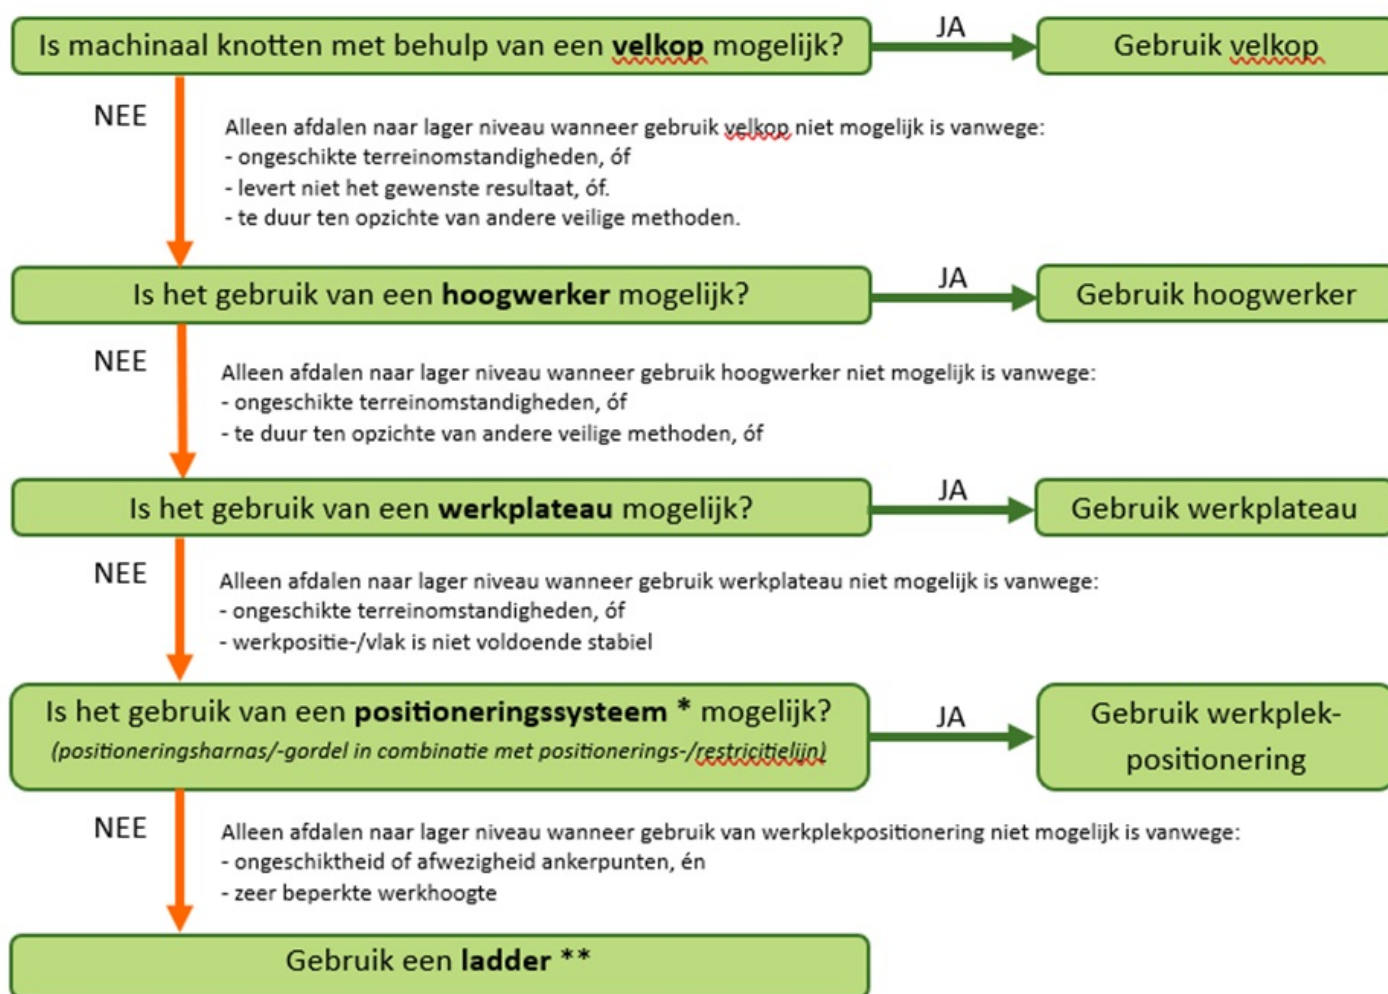 Is machinaal knotten met behulp van een velkop mogelijk?
JA
Gebruik velkop
NEE
Alleen afdalen naar lager niveau wanneer gebruik velkop niet mogelijk is vanwege:
- ongeschikte terreinomstandigheden, óf
- levert niet het gewenste resultaat, óf.
- te duur ten opzichte van andere veilige methoden.
Is het gebruik van een hoogwerker mogelijk?
JA
Gebruik hoogwerker
NEE
Alleen afdalen naar lager niveau wanneer gebruik hoogwerker niet mogelijk is vanwege:
- ongeschikte terreinomstandigheden, óf
- te duur ten opzichte van andere veilige methoden, óf
Is het gebruik van een werkplateau mogelijk?
JA
Gebruik werkplateau
NEE
Alleen afdalen naar lager niveau wanneer gebruik werkplateau niet mogelijk is vanwege:
- ongeschikte terreinomstandigheden, óf
- werkpositie-/vlak is niet voldoende stabiel
Is het gebruik van een positioneringssysteem * mogelijk?
(positioneringsharnas/-gordel in combinatie met positionerings-/restricitielijn)
JA
Gebruik werkplek-
positionering
NEE
Alleen afdalen naar lager niveau wanneer gebruik van werkplekpositionering niet mogelijk is vanwege:
- ongeschiktheid of afwezigheid ankerpunten, én
- zeer beperkte werkhoogte
Gebruik een ladder **